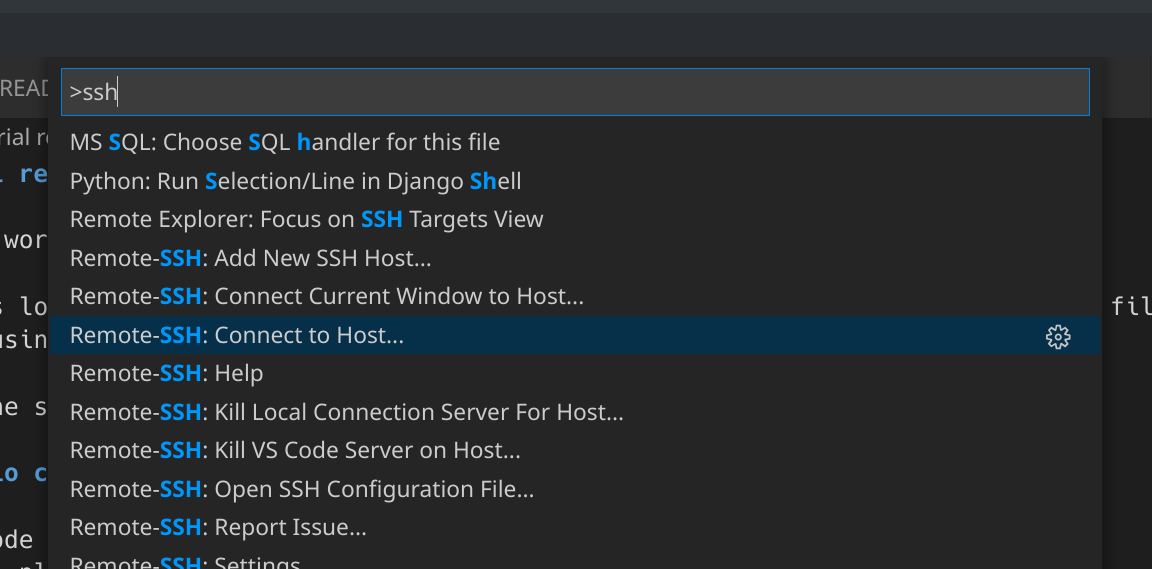 >ssh
READ
MS SQL: Choose SQL handler for this file
rial r
Python: Run Selection/Line in Django Shell
re
Remote Explorer: Focus on SSH Targets View
wor
Remote-SSH: Add New SSH Host...
Remote-SSH: Connect Current Window to Host...
s lo
fil
Remote-SSH: Connect to Host...
usin
Remote-SSH: Help
Remote-SSH: Kill Local Connection Server For Host...
he s
Remote-SSH: Kill VS Code Server on Host...
lo c
Remote-SSH: Open SSH Configuration File...
Remote-SSH: Report Issue...
ode
Remote-SSH: Settings